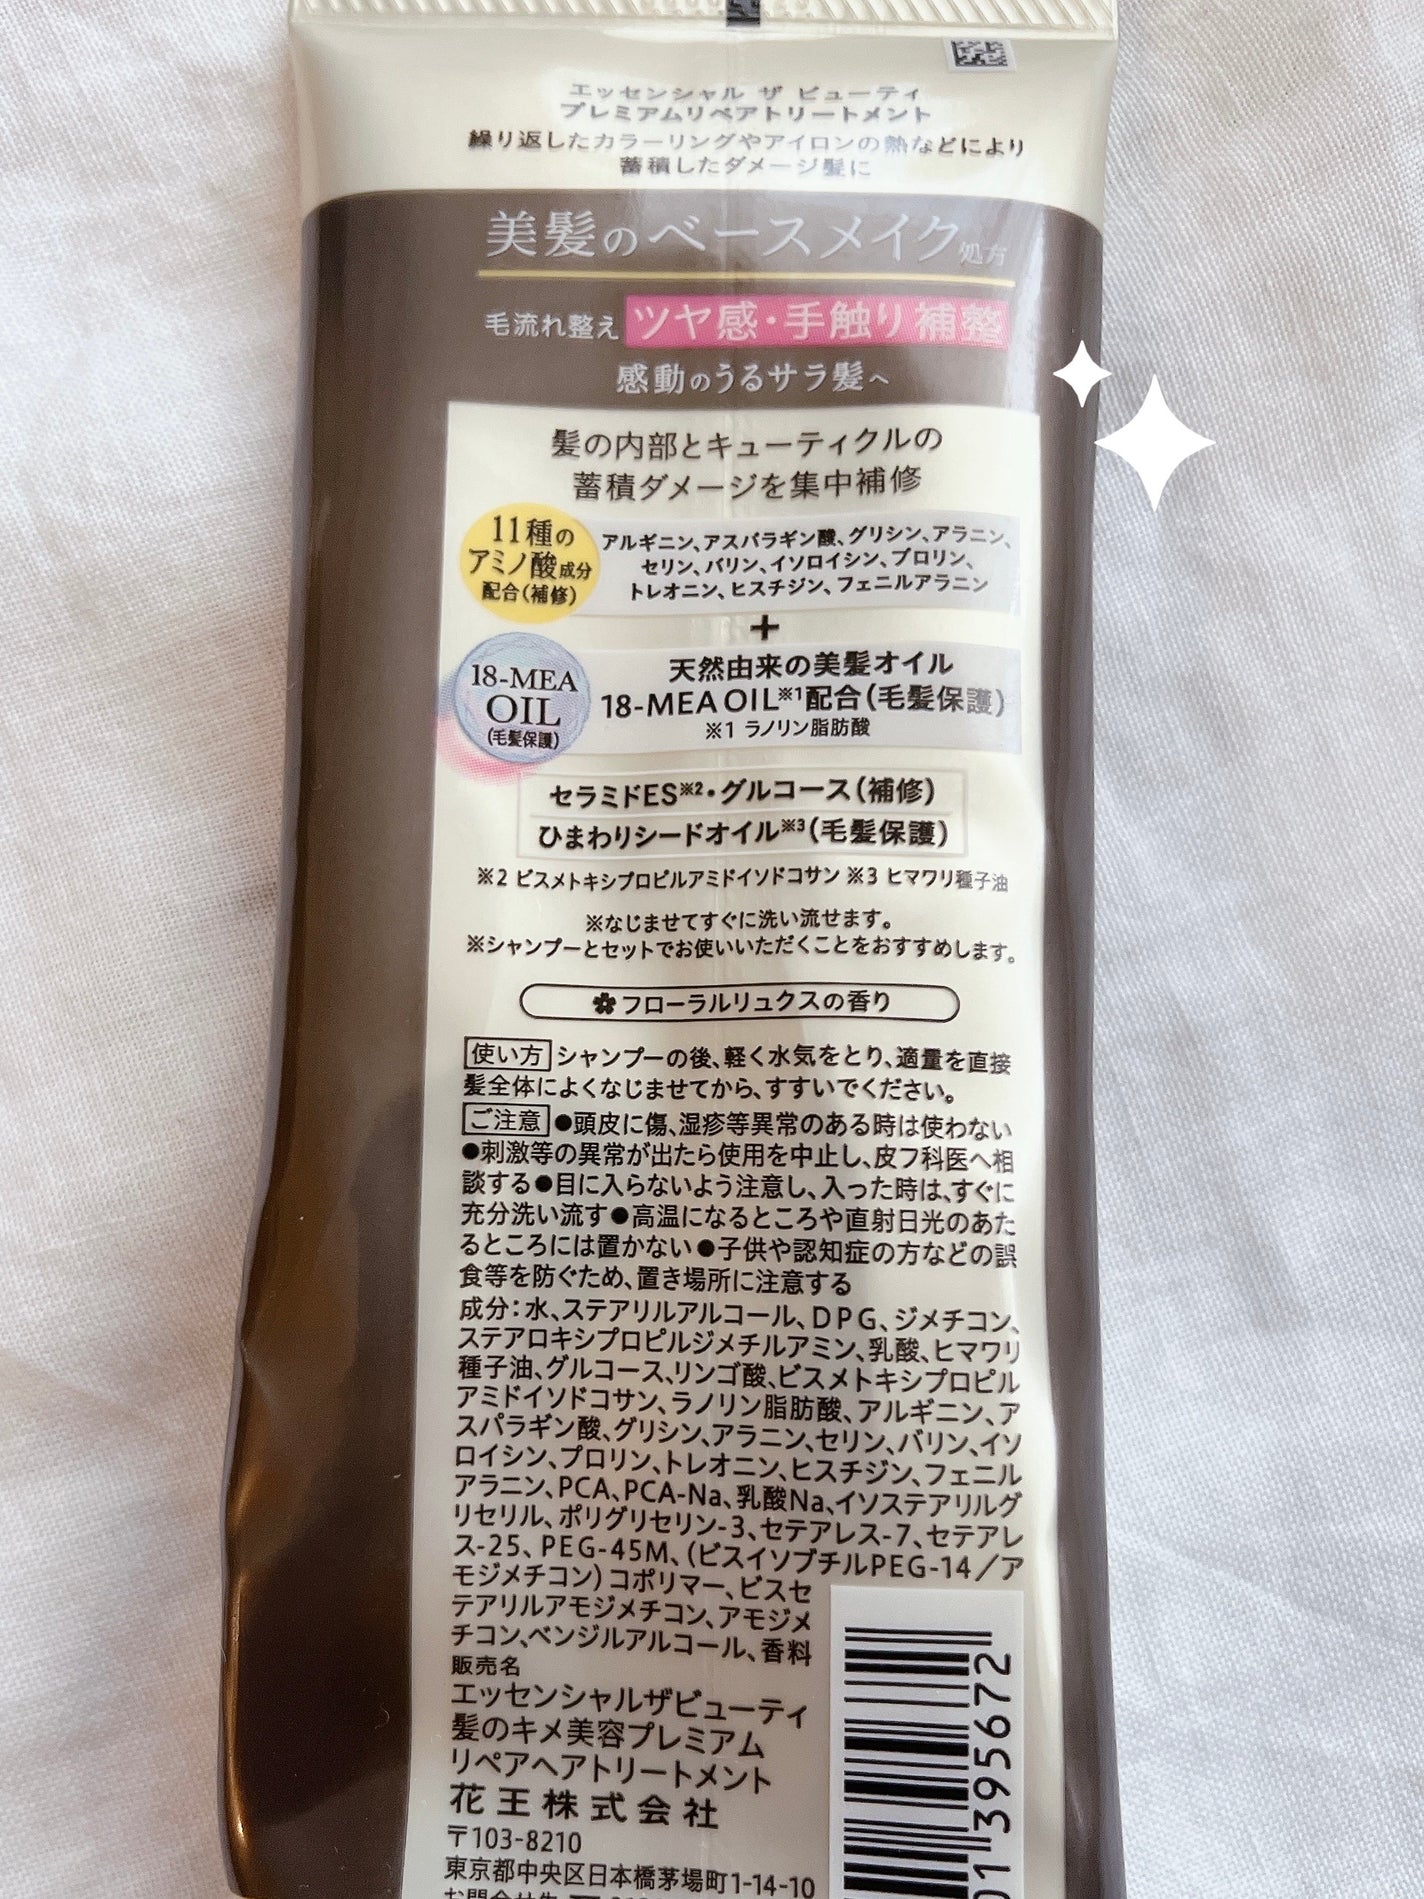 エッセンシャル ザ ビューティ
プレミアムリペアトリートメント
繰り返したカラーリングやアイロンの熱などにより
蓄積したダメージ髪に
美髪のベースメイク処方
毛流れ整え ツヤ感・手触り補整
感動のうるサラ髪へ
髪の内部とキューティクルの
蓄積ダメージを集中補修
11種の
アミノ酸成分
配合(補修)
アルギニン、アスパラギン酸、グリシン、アラニン、
セリン、バリン、イソロイシン、プロリン、
トレオニン、ヒスチジン、フェニルアラニン
+
18-MEA
OIL
(毛髪保護)
天然由来の美髪オイル
18-MEA OIL※1配合(毛髪保護)
※1 ラノリン脂肪酸
セラミドES※2・グルコース(補修)
ひまわりシードオイル※3(毛髪保護)
※2 ビスメトキシプロピルアミドイソドコサン ※3 ヒマワリ種子油
※なじませてすぐに洗い流せます。
※シャンプーとセットでお使いいただくことをおすすめします。
フローラルリュクスの香り
使い方 シャンプーの後、軽く水気をとり、適量を直接
髪全体によくなじませてから、すすいでください。
ご注意 ●頭皮に傷、湿疹等異常のある時は使わない
●刺激等の異常が出たら使用を中止し、皮フ科医へ相
談する●目に入らないよう注意し、入った時は、すぐに
充分洗い流す●高温になるところや直射日光のあた
るところには置かない●子供や認知症の方などの誤
食等を防ぐため、置き場所に注意する
成分：水、ステアリルアルコール、DPG、ジメチコン、
ステアロキシプロピルジメチルアミン、乳酸、ヒマワリ
種子油、グルコース、リンゴ酸、ビスメトキシプロピル
アミドイソドコサン、ラノリン脂肪酸、アルギニン、ア
スパラギン酸、グリシン、アラニン、セリン、バリン、イソ
ロイシン、プロリン、トレオニン、ヒスチジン、フェニル
アラニン、PCA、PCA-Na、乳酸Na、イソステアリルグ
リセリル、ポリグリセリン-3、セテアレス-7、セテアレ
ス-25、PEG-45M、(ビスイソブチルPEG-14／ア
モジメチコン)コポリマー、ビスセ
テアリルアモジメチコン、アモジメ
チコン、ベンジルアルコール、香料
販売名
エッセンシャルザビューティ
髪のキメ美容プレミアム
リペアヘアトリートメント
花王株式会社
〒103-8210
東京都中央区日本橋茅場町1-14-10
01395672